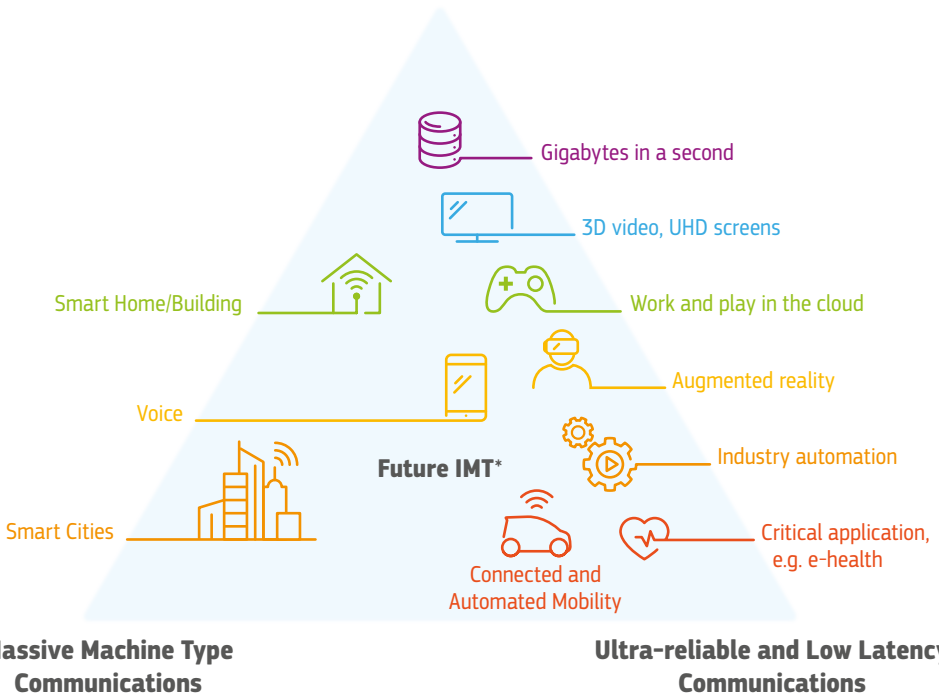 Gigabytes in a second
3D video, UHD screens
Smart Home/Building
Work and play in the cloud
Augmented reality
Voice
Future IMT*
Industry automation
Smart Cities
Critical application,
e.g. e-health
Connected and
Automated Mobility
Machine Type
Communications
Ultra-reliable and Low Latency
Communications